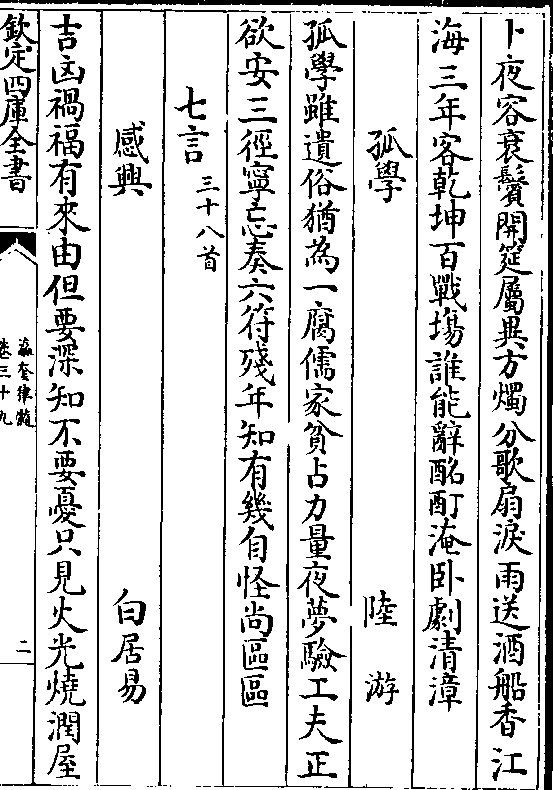 卜夜容衰鬢開筵屬異方燭分歌扇淚雨送酒船香江
海三年客乾坤百戰塲誰能辭酩酊淹卧劇清漳
孤學　陸游
孤學雖遺俗猶為一腐儒家貧占力量夜夢驗工夫正
欲安三徑寧忘奏六符殘年知有幾自怪尚區區
七言三十八首
感興　白居易
吉凶禍福有來由但要深知不要憂只見火光燒潤屋
欽定四庫全書
瀛奎律髓
卷三十九
二